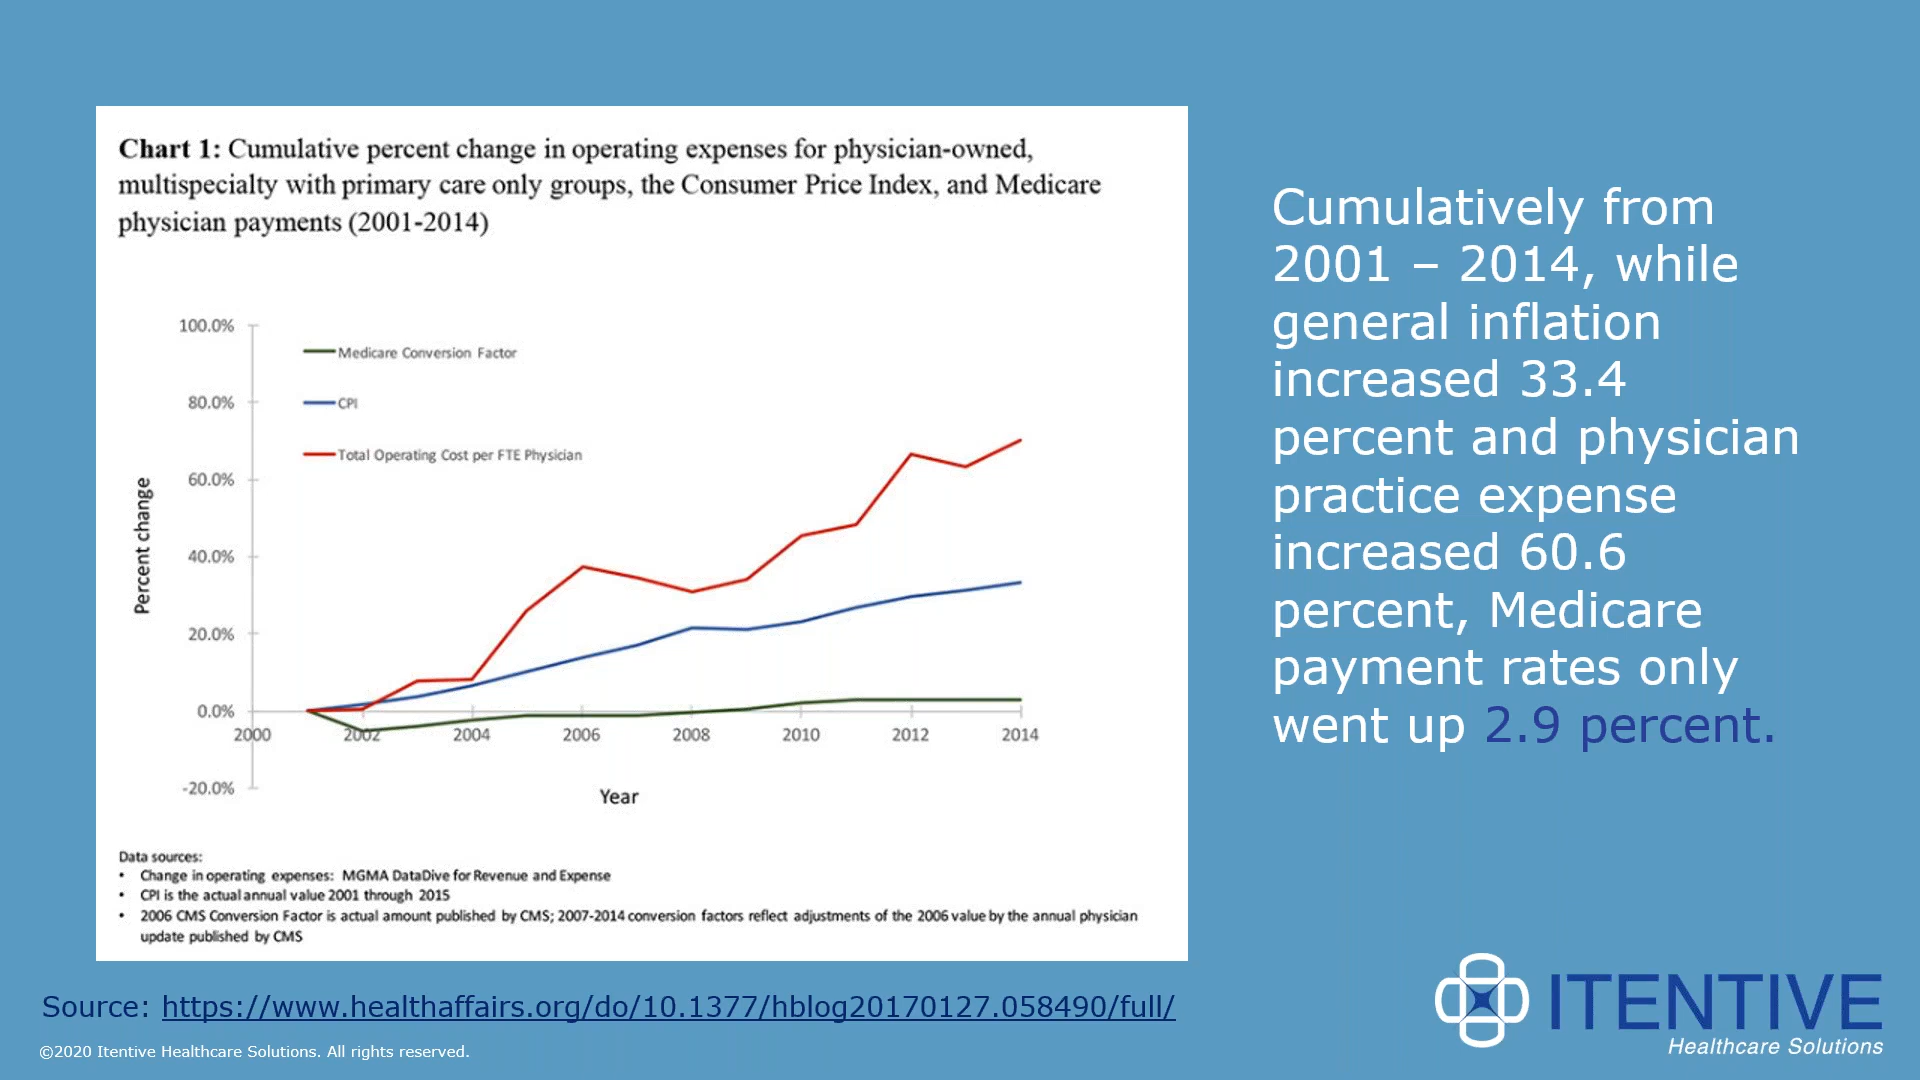 Chart 1: Cumulative percent change in operating expenses for physician-owned,
multispecialty with primary care only groups, the Consumer Price Index, and Medicare
physician payments (2001-2014)
100.0%
80.0%
60.0%
40.0%
20.0%
0.0%
-20.0%
Percent change
Medicare Conversion Factor
CPI
Total Operating Cost per FTE Physician
2000 2002 2004 2006 2008 2010 2012 2014
Year
Data sources:
• Change in operating expenses: MGMA DataDive for Revenue and Expense
• CPI is the actual annual value 2001 through 2015
• 2006 CMS Conversion Factor is actual amount published by CMS; 2007-2014 conversion factors reflect adjustments of the 2006 value by the annual physician
update published by CMS
Cumulatively from
2001 – 2014, while
general inflation
increased 33.4
percent and physician
practice expense
increased 60.6
percent, Medicare
payment rates only
went up 2.9 percent.
Source: https://www.healthaffairs.org/do/10.1377/hblog20170127.058490/full/
©2020 Itentive Healthcare Solutions. All rights reserved.
ITENTIVE
Healthcare Solutions